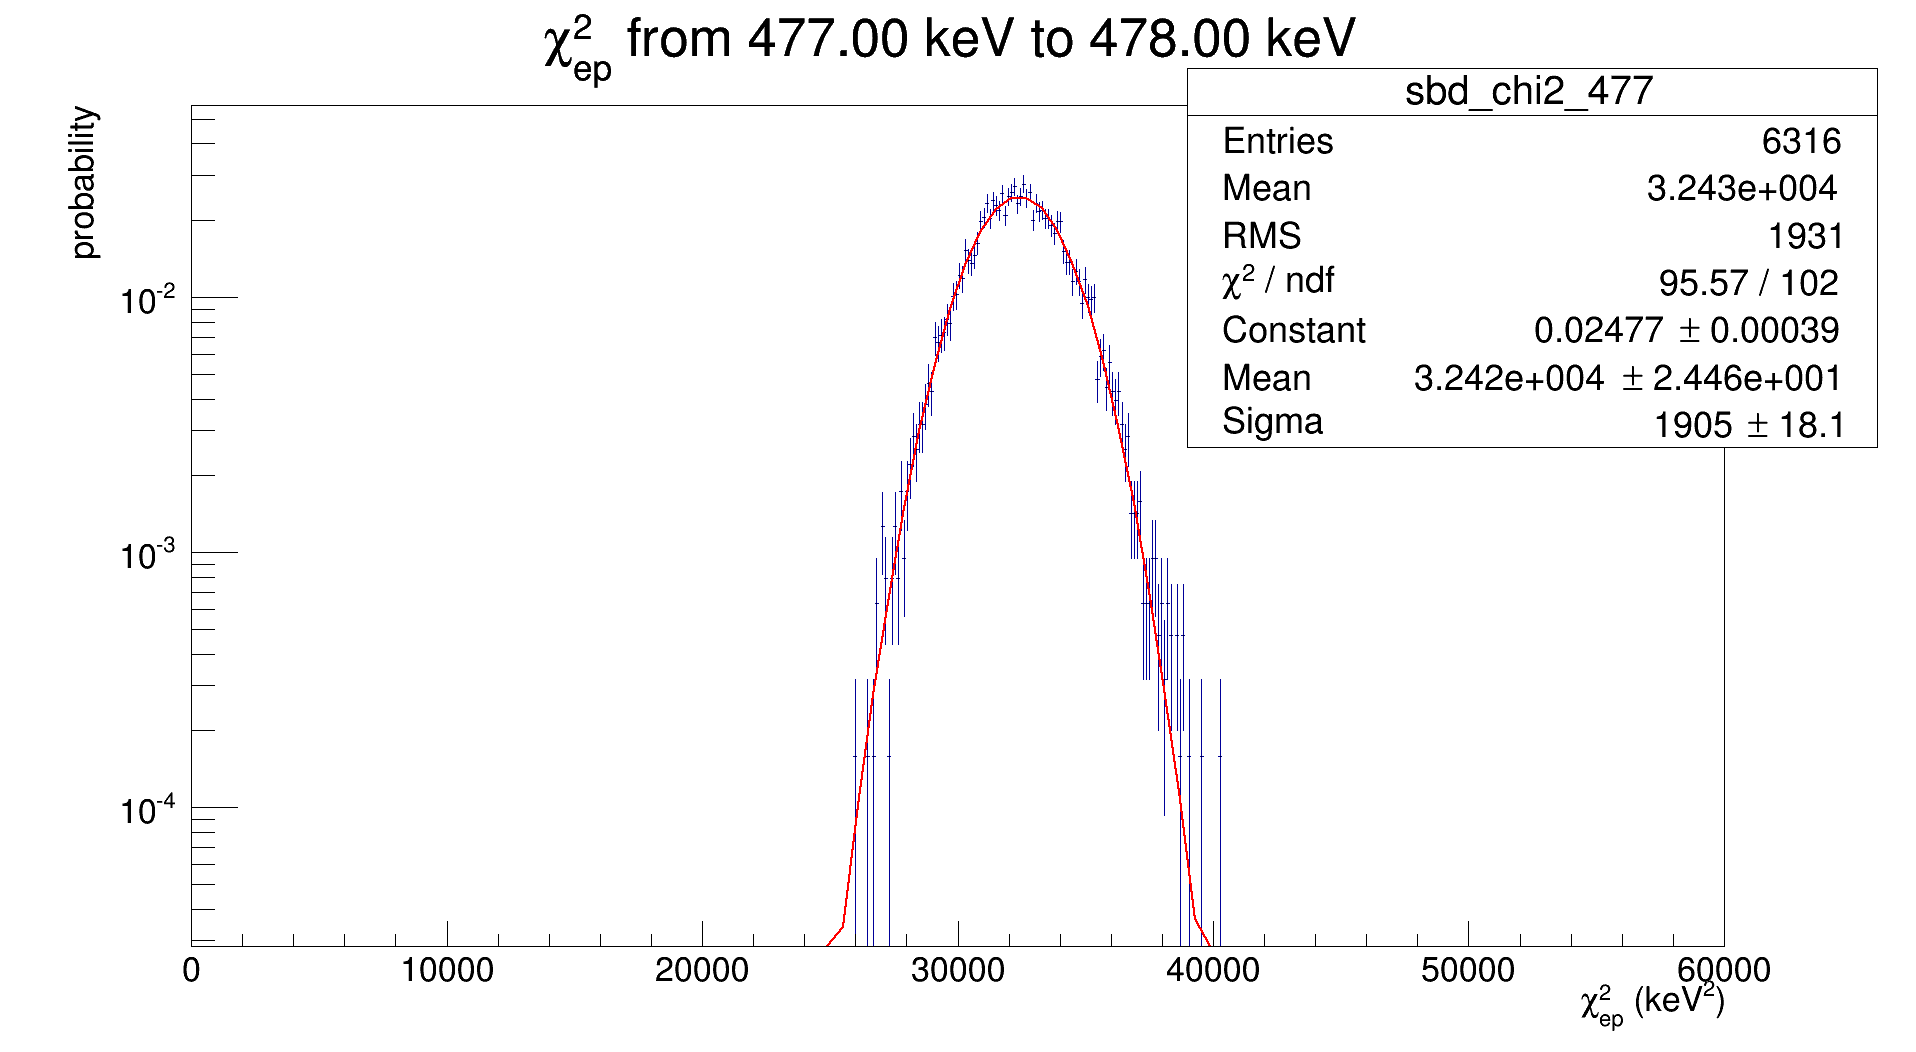 χ²ep from 477.00 keV to 478.00 keV
sbd_chi2_477
Entries 6316
Mean 3.243e+004
RMS 1931
χ² / ndf 95.57 / 102
Constant 0.02477 ± 0.00039
Mean 3.242e+004 ± 2.446e+001
Sigma 1905 ± 18.1
probability
10⁻²
10⁻³
10⁻⁴
0 10000 20000 30000 40000 50000 60000
χ²ep (keV²)